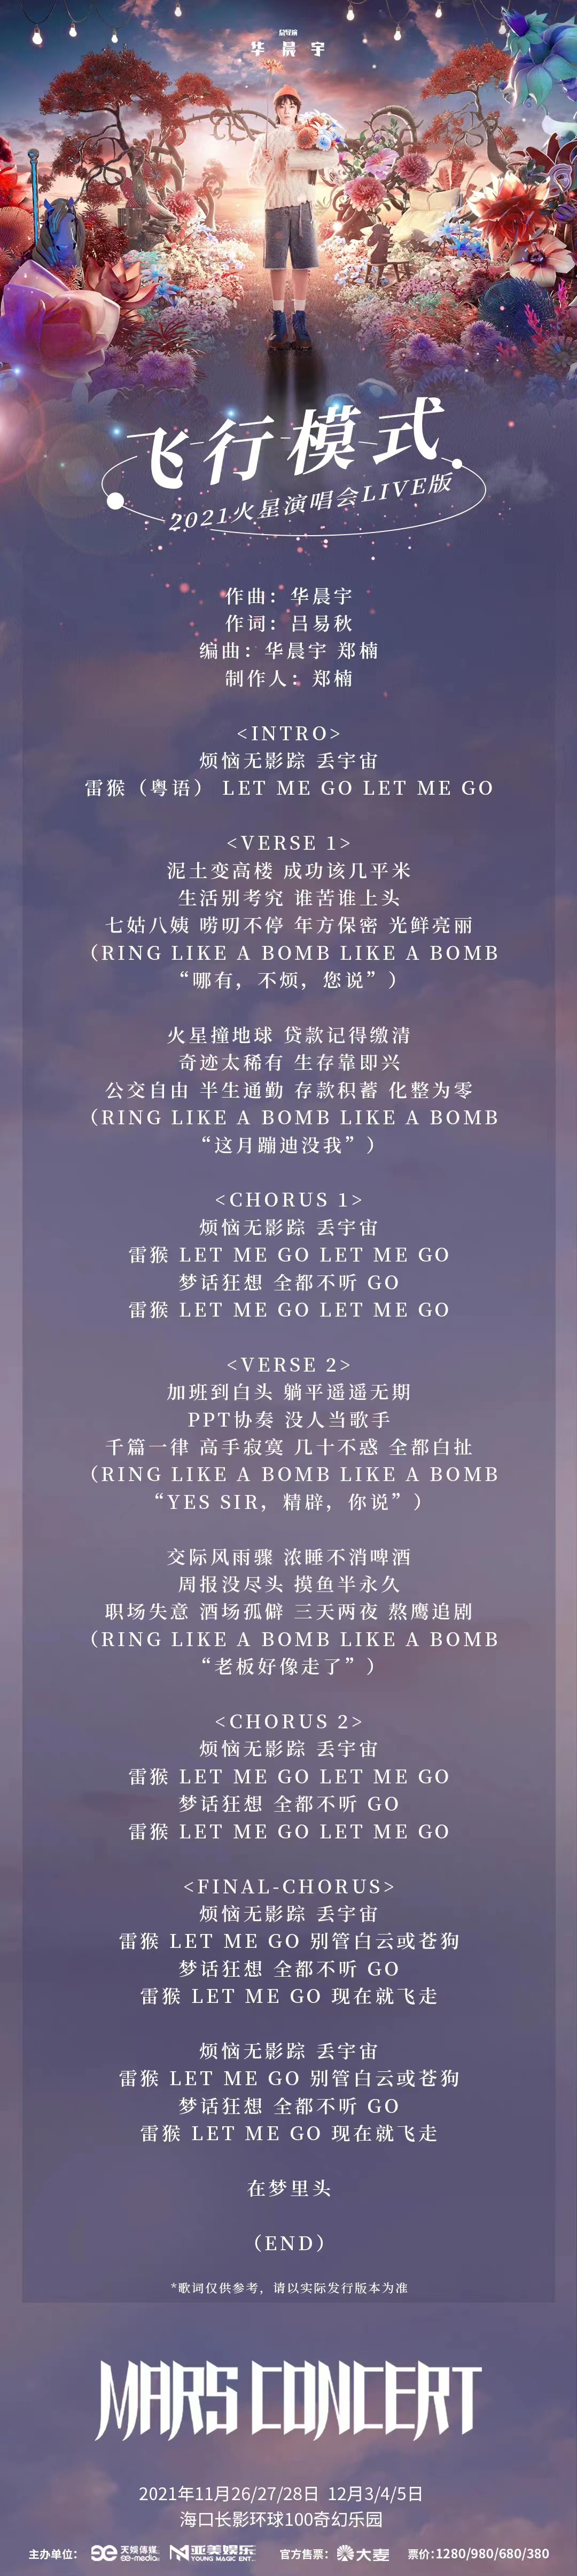 总导演
华 晨 宇
飞行模式
2021火星演唱会LIVE版
作曲：华晨宇
作词：吕易秋
编曲：华晨宇 郑楠
制作人：郑楠
<INTRO>
烦恼无影踪 丢宇宙
雷猴（粤语） LET ME GO LET ME GO
<VERSE 1>
泥土变高楼 成功该几平米
生活别考究 谁苦谁上头
七姑八姨 唠叨不停 年方保密 光鲜亮丽
（RING LIKE A BOMB LIKE A BOMB
“哪有，不烦，您说”）
火星撞地球 贷款记得缴清
奇迹太稀有 生存靠即兴
公交自由 半生通勤 存款积蓄 化整为零
（RING LIKE A BOMB LIKE A BOMB
“这月蹦迪没我”）
<CHORUS 1>
烦恼无影踪 丢宇宙
雷猴 LET ME GO LET ME GO
梦话狂想 全都不听 GO
雷猴 LET ME GO LET ME GO
<VERSE 2>
加班到白头 躺平遥遥无期
PPT协奏 没人当歌手
千篇一律 高手寂寞 几十不惑 全都白扯
（RING LIKE A BOMB LIKE A BOMB
“YES SIR，精辟，你说”）
交际风雨骤 浓睡不消啤酒
周报没尽头 摸鱼半永久
职场失意 酒场孤僻 三天两夜 熬鹰追剧
（RING LIKE A BOMB LIKE A BOMB
“老板好像走了”）
<CHORUS 2>
烦恼无影踪 丢宇宙
雷猴 LET ME GO LET ME GO
梦话狂想 全都不听 GO
雷猴 LET ME GO LET ME GO
<FINAL-CHORUS>
烦恼无影踪 丢宇宙
雷猴 LET ME GO 别管白云或苍狗
梦话狂想 全都不听 GO
雷猴 LET ME GO 现在就飞走
烦恼无影踪 丢宇宙
雷猴 LET ME GO 别管白云或苍狗
梦话狂想 全都不听 GO
雷猴 LET ME GO 现在就飞走
在梦里头
（END）
*歌词仅供参考，请以实际发行版本为准
MARS CONCERT
2021年11月26/27/28日 12月3/4/5日
海口长影环球100奇幻乐园
主办单位： 天娱傳媒 ee-media 亚美娱乐 YOUNG MAGIC ENT. 官方售票： 大麦 票价：1280/980/680/380